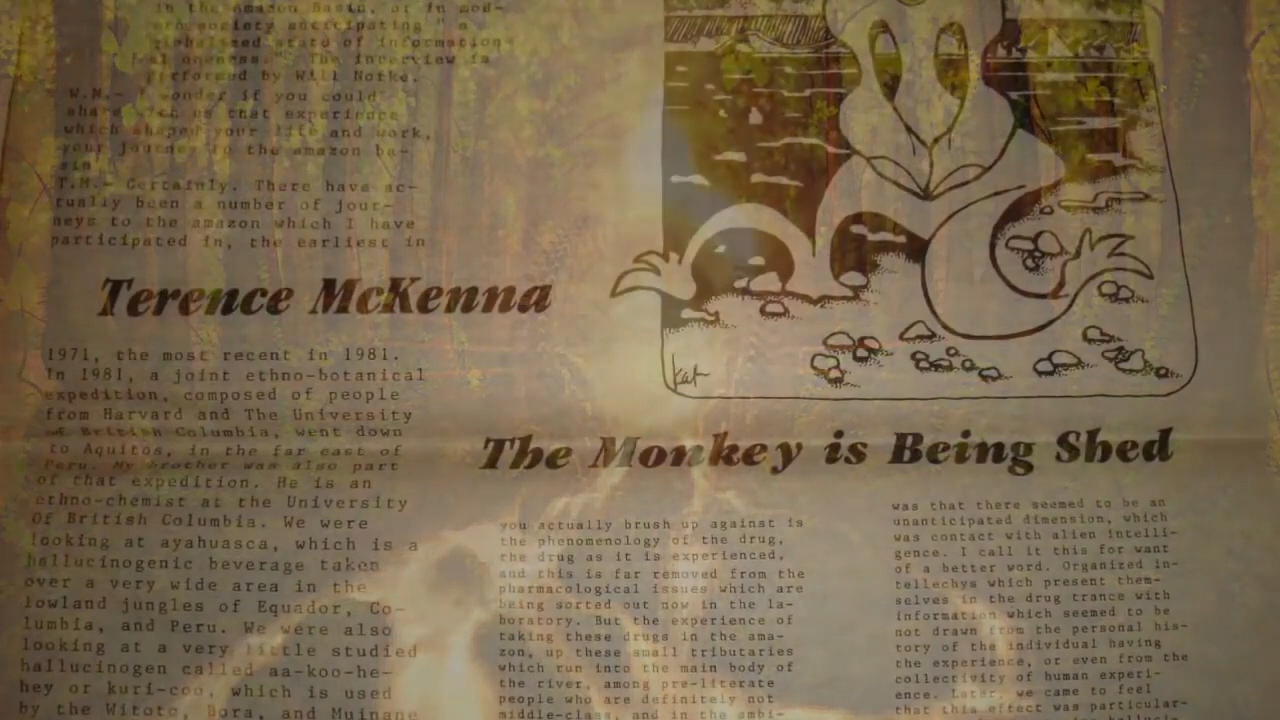 in the amazon Basin, or in mod-
ern society anticipating " a
state of information
oneness." The interview is
performed by Will Notke.
W.N.- I wonder if you could
share with us that experience
which shaped your life and work,
your journey to the amazon ba-
sin?
T.M.- Certainly. There have ac-
tually been a number of jour-
neys to the amazon which I have
participated in, the earliest in
Terence McKenna
1971, the most recent in 1981.
In 1981, a joint ethno-botanical
expedition, composed of people
from Harvard and The University
of British Columbia, went down
to Aquitos, in the far east of
Peru. My brother was also part
of that expedition. He is an
ethno-chemist at the University
Of British Columbia. We were
looking at ayahuasca, which is a
hallucinogenic beverage taken
over a very wide area in the
lowland jungles of Equador, Co-
lumbia, and Peru. We were also
looking at a very little studied
hallucinogen called aa-koo-he-
hey or kuri-coo, which is used
by the Witoto, Bora, and Muinane
kat
The Monkey is Being Shed
you actually brush up against is
the phenomenology of the drug,
the drug as it is experienced,
and this is far removed from the
pharmacological issues which are
being sorted out now in the la-
boratory. But the experience of
taking these drugs in the ama-
zon, up these small tributaries
which run into the main body of
the river, among pre-literate
people who are definitely not
middle-class, and in the ambi-
was that there seemed to be an
unanticipated dimension, which
was contact with alien intelli-
gence. I call it this for want
of a better word. Organized in-
tellechys which present them-
selves in the drug trance with
information which seemed to be
not drawn from the personal his-
tory of the individual having
the experience, or even from the
collectivity of human experi-
ence. Later, we came to feel
that this effect was particular-